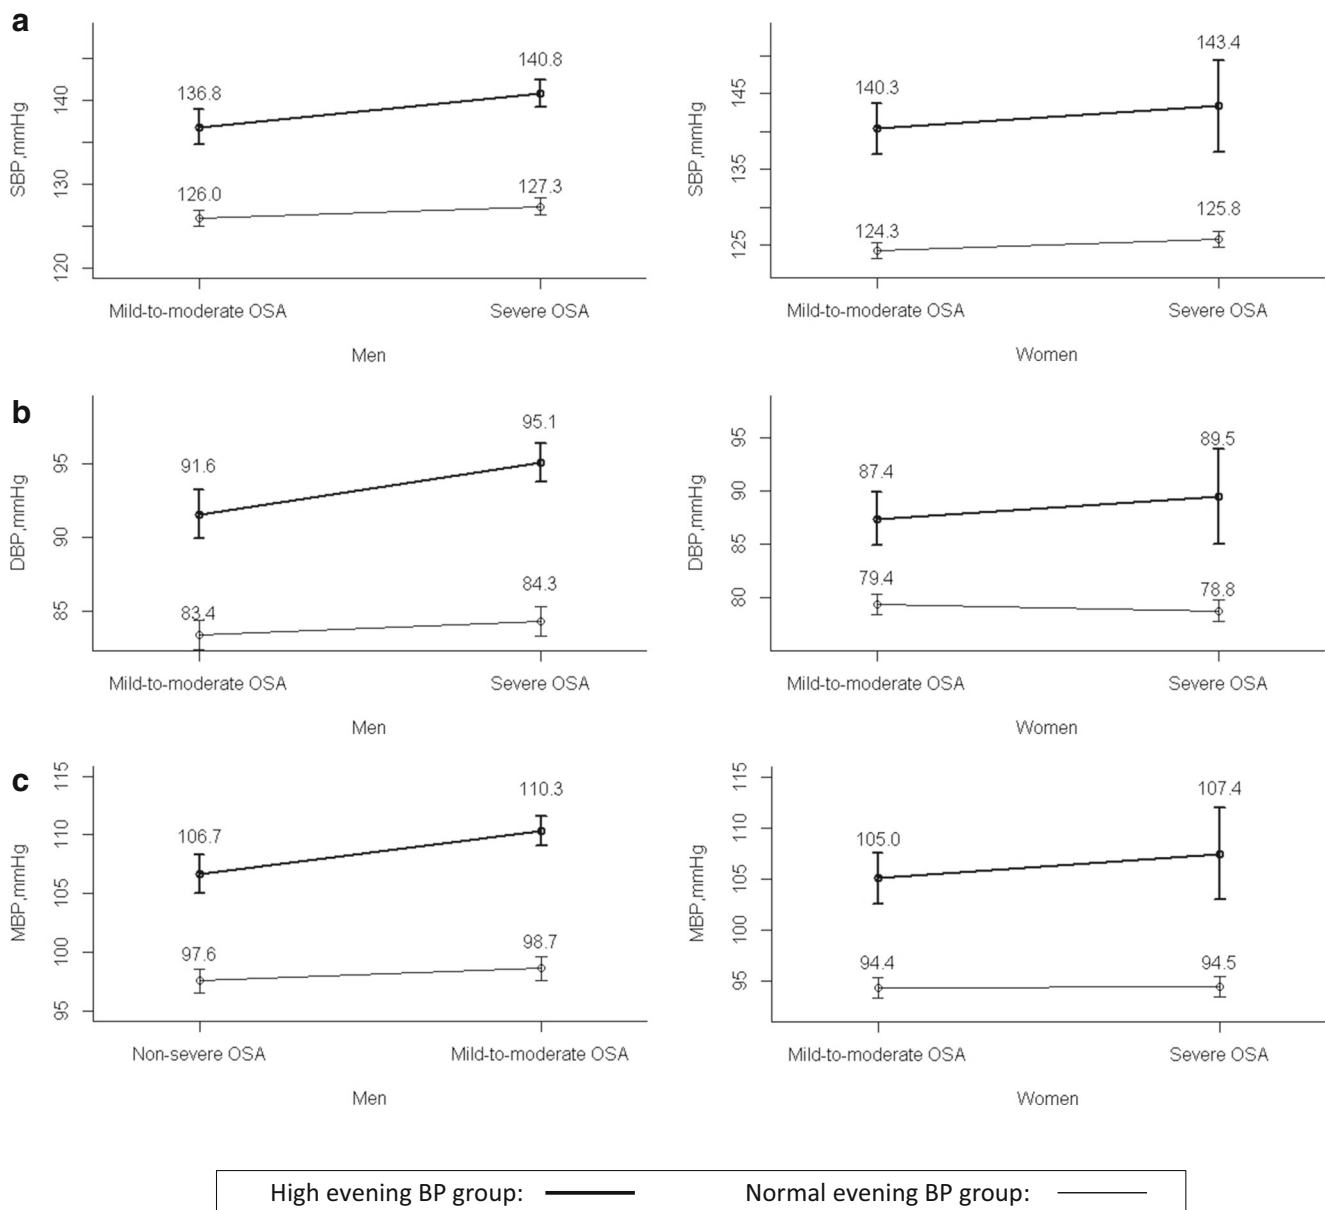 a
SBP,mmHg
120
130
140
136.8
140.8
126.0
127.3
Mild-to-moderate OSA
Severe OSA
Men
SBP,mmHg
125
135
145
140.3
143.4
124.3
125.8
Mild-to-moderate OSA
Severe OSA
Women
b
DBP,mmHg
85
90
95
91.6
95.1
83.4
84.3
Mild-to-moderate OSA
Severe OSA
Men
DBP,mmHg
80
85
90
95
87.4
89.5
79.4
78.8
Mild-to-moderate OSA
Severe OSA
Women
c
MBP,mmHg
95
100
105
110
115
106.7
110.3
97.6
98.7
Non-severe OSA
Mild-to-moderate OSA
Men
MBP,mmHg
95
100
105
110
115
105.0
107.4
94.4
94.5
Mild-to-moderate OSA
Severe OSA
Women
High evening BP group:
Normal evening BP group: